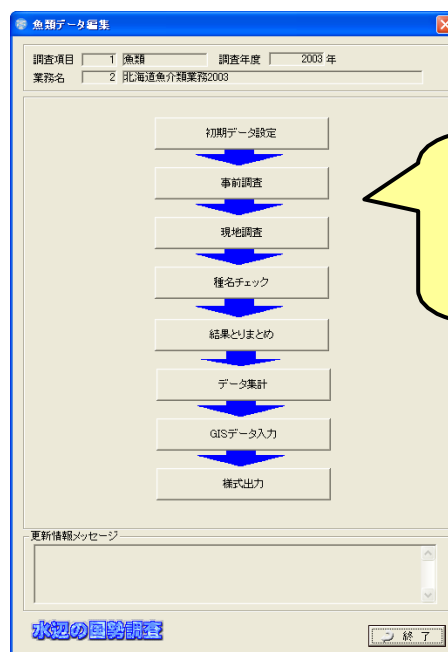 魚類データ編集
調査項目 1 魚類 調査年度 2003 年
業務名 2 北海道魚介類業務2003
初期データ設定
事前調査
現地調査
種名チェック
結果とりまとめ
データ集計
GISデータ入力
様式出力
更新情報メッセージ
水辺の国勢調査
終 了